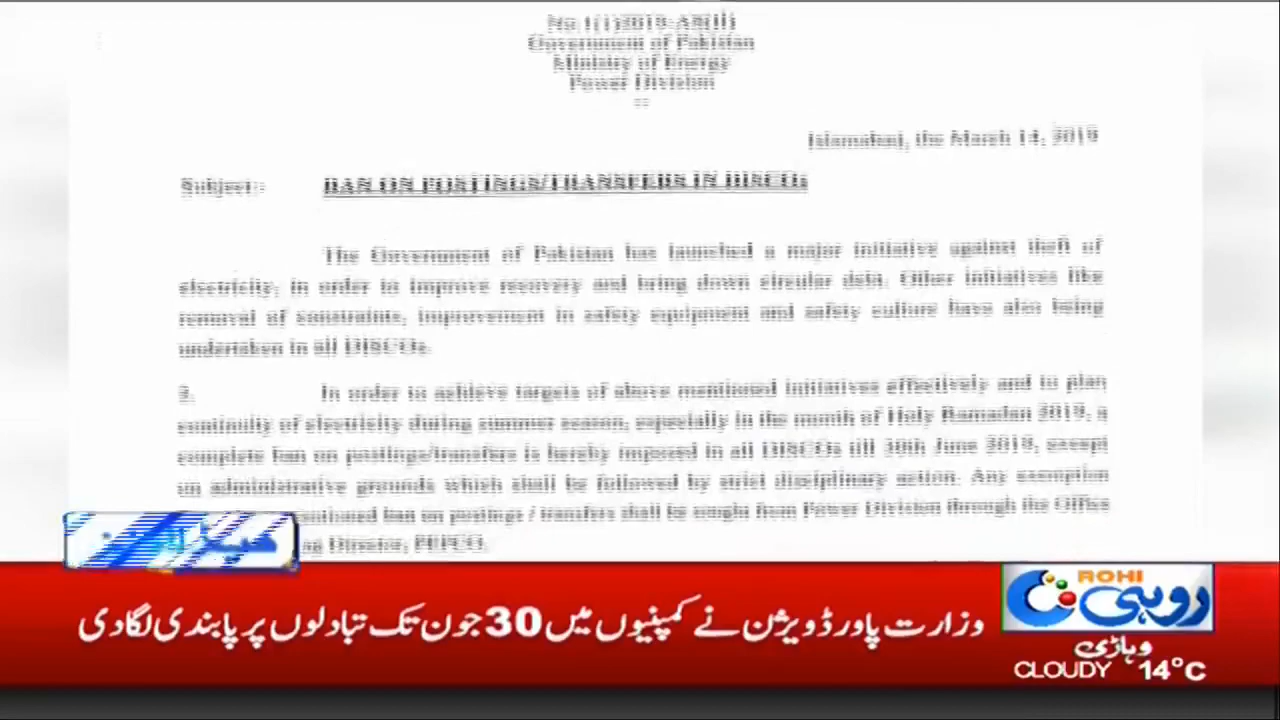 Government of Pakistan
Ministry of Energy
Power Division
Islamabad, the March 14, 2019
Subject:- BAN ON POSTINGS/TRANSFERS IN DISCOs
The Government of Pakistan has launched a major initiative against theft of
electricity, in order to improve recovery and bring down circular debt. Other initiatives like
removal of constraints, improvement in safety equipment and safety culture have also being
undertaken in all DISCOs.
2. In order to achieve targets of above mentioned initiatives effectively and to plan
continuity of electricity during summer season, especially in the month of Holy Ramadan 2019, a
complete ban on postings/transfers is hereby imposed in all DISCOs till 30th June 2019, except
on administrative grounds which shall be followed by strict disciplinary action. Any exemption
ban on postings / transfers shall be sought from Power Division through the Office
Director, PEPCO.
ہیڈ لائنز
وزارت پاور ڈویژن نے کمپنیوں میں 30 جون تک تبادلوں پر پابندی لگا دی
ROHI
روہی
وہاڑی
CLOUDY 14°C